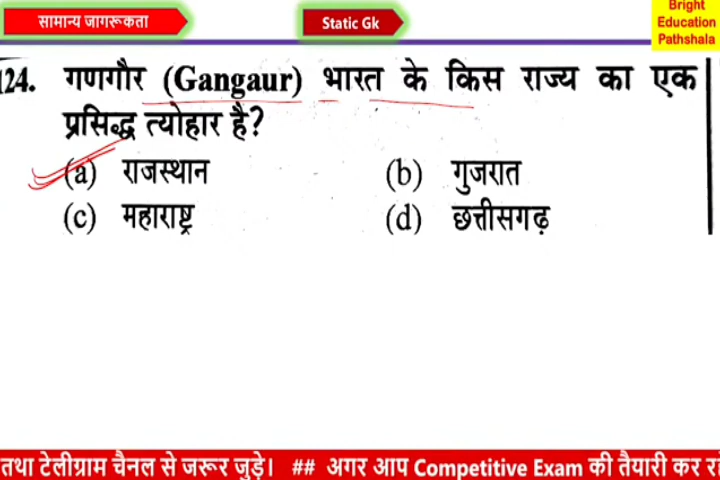 सामान्य जागरूकता
Static Gk
Bright
Education
Pathshala
124. गणगौर (Gangaur) भारत के किस राज्य का एक
प्रसिद्ध त्योहार है?
(a) राजस्थान (b) गुजरात
(c) महाराष्ट्र (d) छत्तीसगढ़
तथा टेलीग्राम चैनल से जरूर जुड़े। ## अगर आप Competitive Exam की तैयारी कर